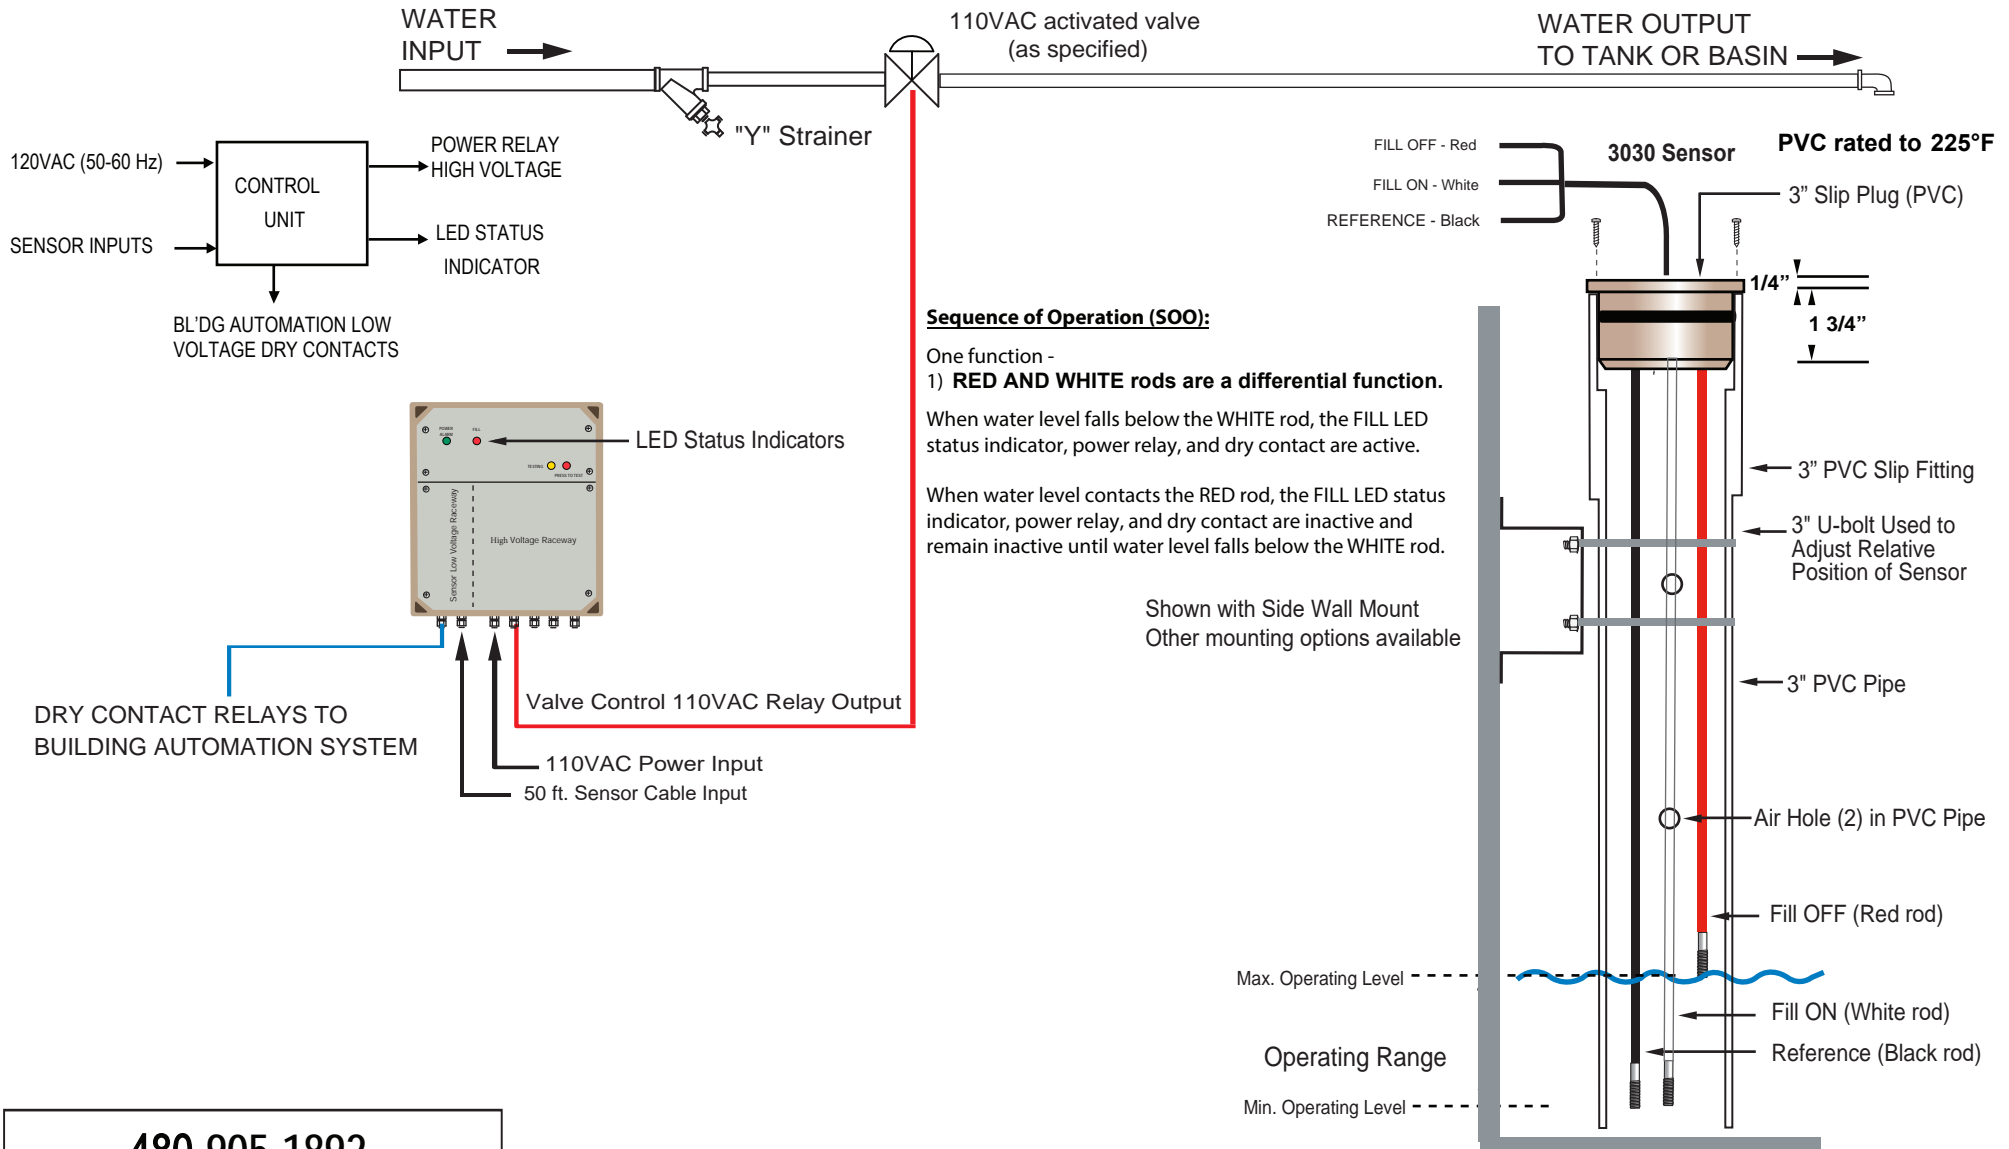 WATER
INPUT
110VAC activated valve
(as specified)
WATER OUTPUT
TO TANK OR BASIN
"Y" Strainer
120VAC (50-60 Hz)
SENSOR INPUTS
CONTROL
UNIT
POWER RELAY
HIGH VOLTAGE
LED STATUS
INDICATOR
BL'DG AUTOMATION LOW
VOLTAGE DRY CONTACTS
FILL OFF - Red
FILL ON - White
REFERENCE - Black
3030 Sensor
PVC rated to 225°F
3” Slip Plug (PVC)
1/4”
1 3/4”
Sequence of Operation (SOO):
One function -
1) RED AND WHITE rods are a differential function.
When water level falls below the WHITE rod, the FILL LED
status indicator, power relay, and dry contact are active.
When water level contacts the RED rod, the FILL LED status
indicator, power relay, and dry contact are inactive and
remain inactive until water level falls below the WHITE rod.
POWER
ALARM
FILL
TESTING
PRESS TO TEST
LED Status Indicators
Sensor Low Voltage Raceway
High Voltage Raceway
Shown with Side Wall Mount
Other mounting options available
3” PVC Slip Fitting
3" U-bolt Used to
Adjust Relative
Position of Sensor
3" PVC Pipe
Valve Control 110VAC Relay Output
DRY CONTACT RELAYS TO
BUILDING AUTOMATION SYSTEM
110VAC Power Input
50 ft. Sensor Cable Input
Air Hole (2) in PVC Pipe
Fill OFF (Red rod)
Max. Operating Level
Fill ON (White rod)
Operating Range
Reference (Black rod)
Min. Operating Level
480-905-1892